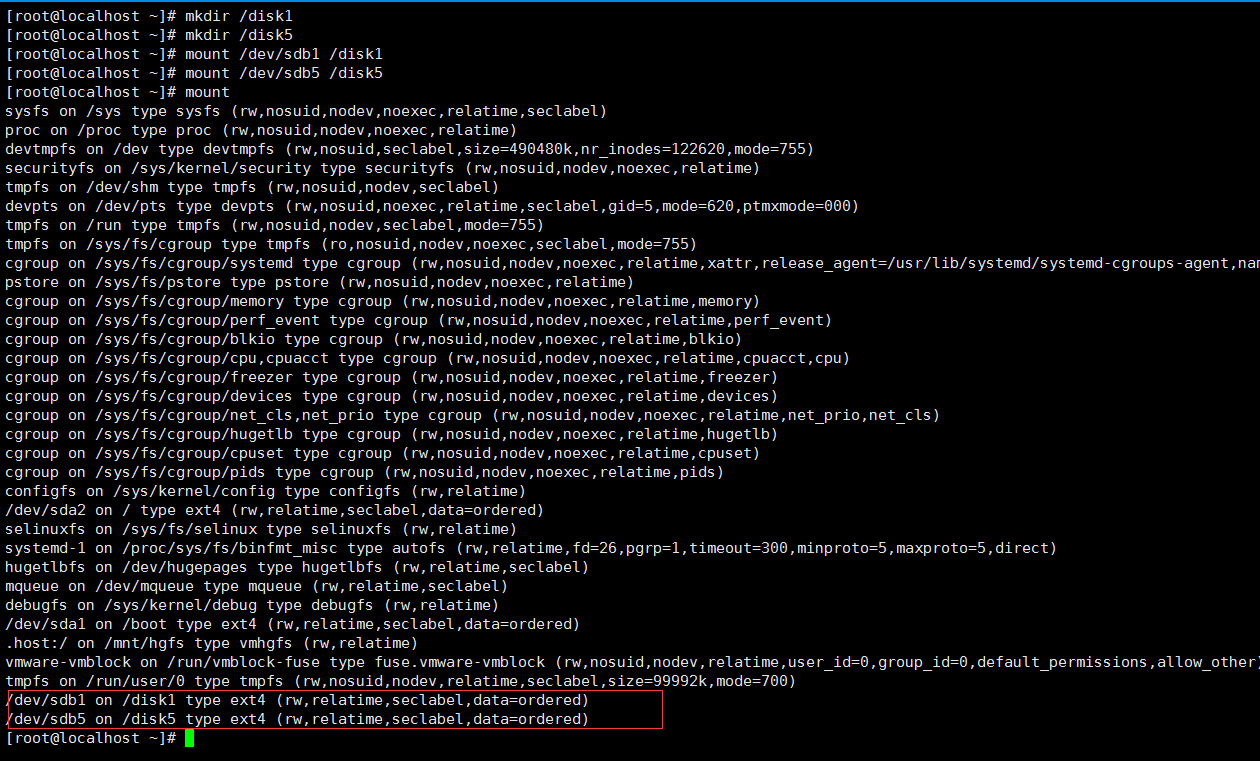 [root@localhost ~]# mkdir /disk1
[root@localhost ~]# mkdir /disk5
[root@localhost ~]# mount /dev/sdb1 /disk1
[root@localhost ~]# mount /dev/sdb5 /disk5
[root@localhost ~]# mount
sysfs on /sys type sysfs (rw,nosuid,nodev,noexec,relatime,seclabel)
proc on /proc type proc (rw,nosuid,nodev,noexec,relatime)
devtmpfs on /dev type devtmpfs (rw,nosuid,seclabel,size=490480k,nr_inodes=122620,mode=755)
securityfs on /sys/kernel/security type securityfs (rw,nosuid,nodev,noexec,relatime)
tmpfs on /dev/shm type tmpfs (rw,nosuid,nodev,seclabel)
devpts on /dev/pts type devpts (rw,nosuid,noexec,relatime,seclabel,gid=5,mode=620,ptmxmode=000)
tmpfs on /run type tmpfs (rw,nosuid,nodev,seclabel,mode=755)
tmpfs on /sys/fs/cgroup type tmpfs (ro,nosuid,nodev,noexec,seclabel,mode=755)
cgroup on /sys/fs/cgroup/systemd type cgroup (rw,nosuid,nodev,noexec,relatime,xattr,release_agent=/usr/lib/systemd/systemd-cgroups-agent,nam
pstore on /sys/fs/pstore type pstore (rw,nosuid,nodev,noexec,relatime)
cgroup on /sys/fs/cgroup/memory type cgroup (rw,nosuid,nodev,noexec,relatime,memory)
cgroup on /sys/fs/cgroup/perf_event type cgroup (rw,nosuid,nodev,noexec,relatime,perf_event)
cgroup on /sys/fs/cgroup/blkio type cgroup (rw,nosuid,nodev,noexec,relatime,blkio)
cgroup on /sys/fs/cgroup/cpu,cpuacct type cgroup (rw,nosuid,nodev,noexec,relatime,cpuacct,cpu)
cgroup on /sys/fs/cgroup/freezer type cgroup (rw,nosuid,nodev,noexec,relatime,freezer)
cgroup on /sys/fs/cgroup/devices type cgroup (rw,nosuid,nodev,noexec,relatime,devices)
cgroup on /sys/fs/cgroup/net_cls,net_prio type cgroup (rw,nosuid,nodev,noexec,relatime,net_prio,net_cls)
cgroup on /sys/fs/cgroup/hugetlb type cgroup (rw,nosuid,nodev,noexec,relatime,hugetlb)
cgroup on /sys/fs/cgroup/cpuset type cgroup (rw,nosuid,nodev,noexec,relatime,cpuset)
cgroup on /sys/fs/cgroup/pids type cgroup (rw,nosuid,nodev,noexec,relatime,pids)
configfs on /sys/kernel/config type configfs (rw,relatime)
/dev/sda2 on / type ext4 (rw,relatime,seclabel,data=ordered)
selinuxfs on /sys/fs/selinux type selinuxfs (rw,relatime)
systemd-1 on /proc/sys/fs/binfmt_misc type autofs (rw,relatime,fd=26,pgrp=1,timeout=300,minproto=5,maxproto=5,direct)
hugetlbfs on /dev/hugepages type hugetlbfs (rw,relatime,seclabel)
mqueue on /dev/mqueue type mqueue (rw,relatime,seclabel)
debugfs on /sys/kernel/debug type debugfs (rw,relatime)
/dev/sda1 on /boot type ext4 (rw,relatime,seclabel,data=ordered)
.host:/ on /mnt/hgfs type vmhgfs (rw,relatime)
vmware-vmblock on /run/vmblock-fuse type fuse.vmware-vmblock (rw,nosuid,nodev,relatime,user_id=0,group_id=0,default_permissions,allow_other)
tmpfs on /run/user/0 type tmpfs (rw,nosuid,nodev,relatime,seclabel,size=99992k,mode=700)
/dev/sdb1 on /disk1 type ext4 (rw,relatime,seclabel,data=ordered)
/dev/sdb5 on /disk5 type ext4 (rw,relatime,seclabel,data=ordered)
[root@localhost ~]#